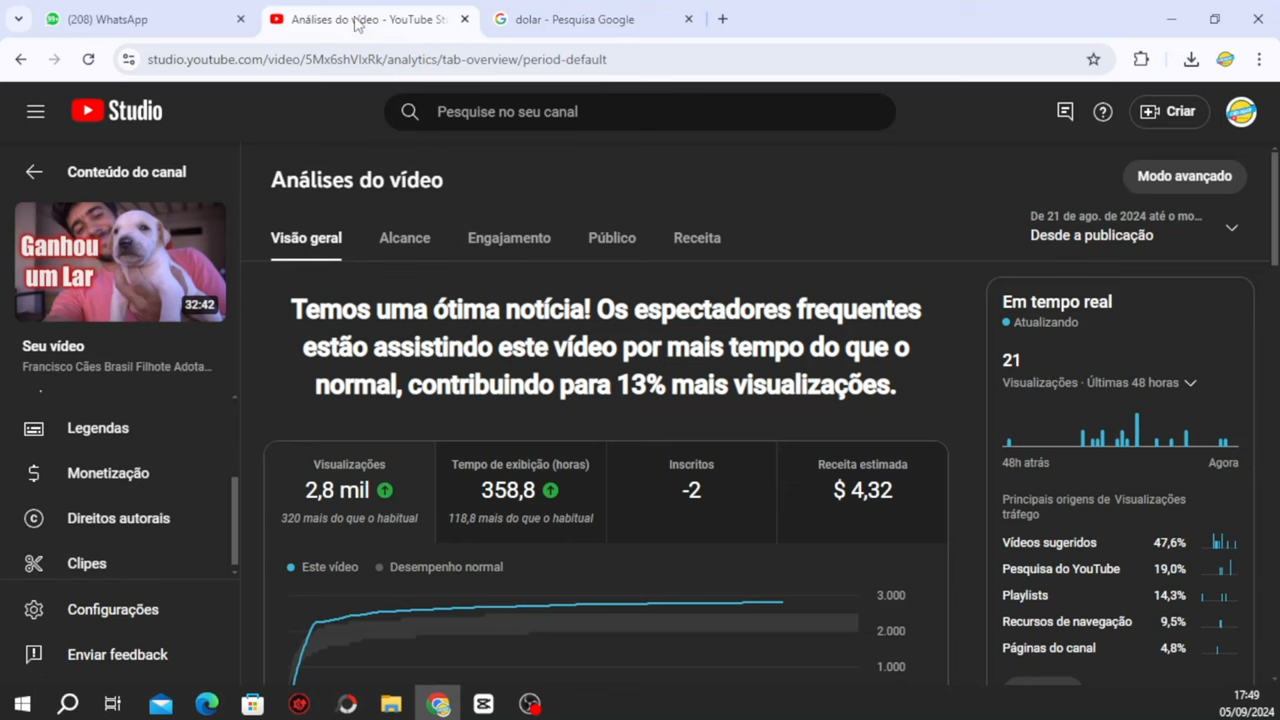 (208) WhatsApp
Análises do vídeo - YouTube St
dolar - Pesquisa Google
studio.youtube.com/video/5Mx6shVlxRk/analytics/tab-overview/period-default
Studio
Pesquise no seu canal
Criar
Conteúdo do canal
Ganhou
um Lar
32:42
Seu vídeo
Francisco Cães Brasil Filhote Adota...
Legendas
Monetização
Direitos autorais
Clipes
Configurações
Enviar feedback
Análises do vídeo
Modo avançado
De 21 de ago. de 2024 até o mo...
Desde a publicação
Visão geral
Alcance
Engajamento
Público
Receita
Temos uma ótima notícia! Os espectadores frequentes
estão assistindo este vídeo por mais tempo do que o
normal, contribuindo para 13% mais visualizações.
Visualizações
2,8 mil
320 mais do que o habitual
Tempo de exibição (horas)
358,8
118,8 mais do que o habitual
Inscritos
-2
Receita estimada
$ 4,32
Este vídeo
Desempenho normal
3.000
2.000
1.000
Em tempo real
Atualizando
21
Visualizações · Últimas 48 horas
48h atrás
Agora
Principais origens de Visualizações
tráfego
Vídeos sugeridos 47,6%
Pesquisa do YouTube 19,0%
Playlists 14,3%
Recursos de navegação 9,5%
Páginas do canal 4,8%
17:49
05/09/2024